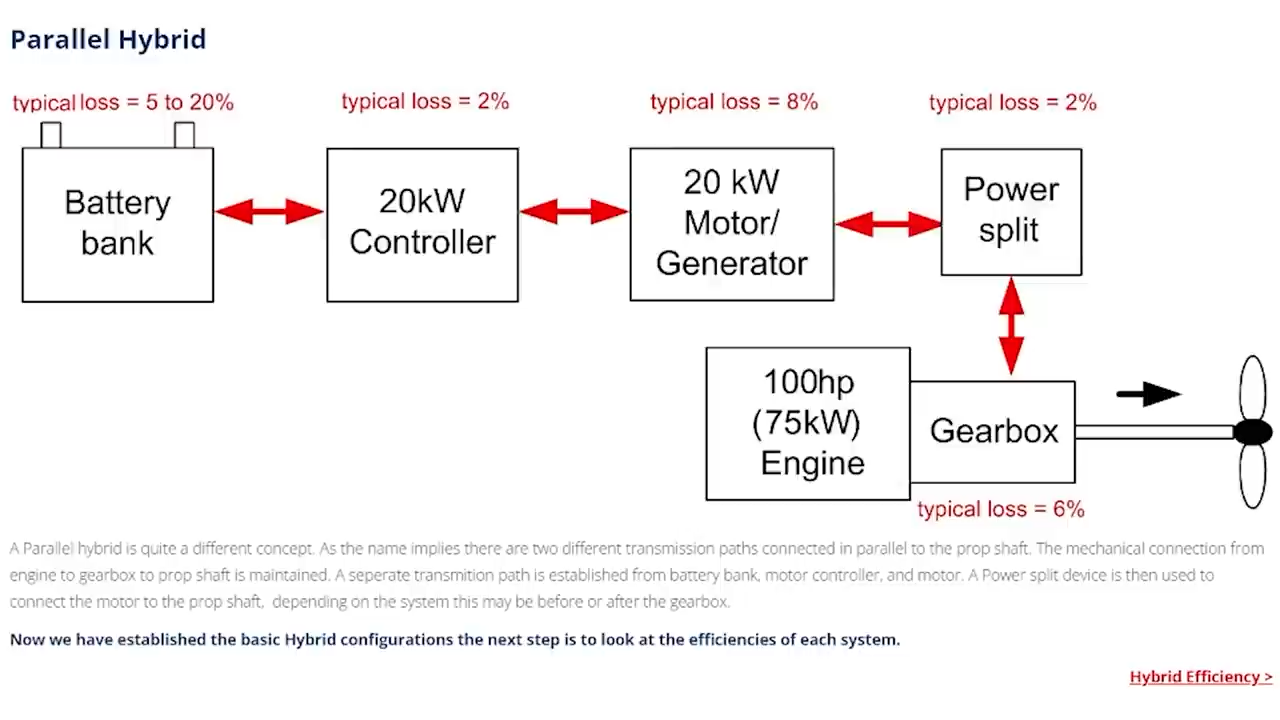 Parallel Hybrid
typical loss = 5 to 20%
typical loss = 2%
typical loss = 8%
typical loss = 2%
Battery
bank
20kW
Controller
20 kW
Motor/
Generator
Power
split
100hp
(75kW)
Engine
Gearbox
typical loss = 6%
A Parallel hybrid is quite a different concept. As the name implies there are two different transmission paths connected in parallel to the prop shaft. The mechanical connection from
engine to gearbox to prop shaft is maintained. A seperate transmition path is established from battery bank, motor controller, and motor. A Power split device is then used to
connect the motor to the prop shaft, depending on the system this may be before or after the gearbox.
Now we have established the basic Hybrid configurations the next step is to look at the efficiencies of each system.
Hybrid Efficiency >